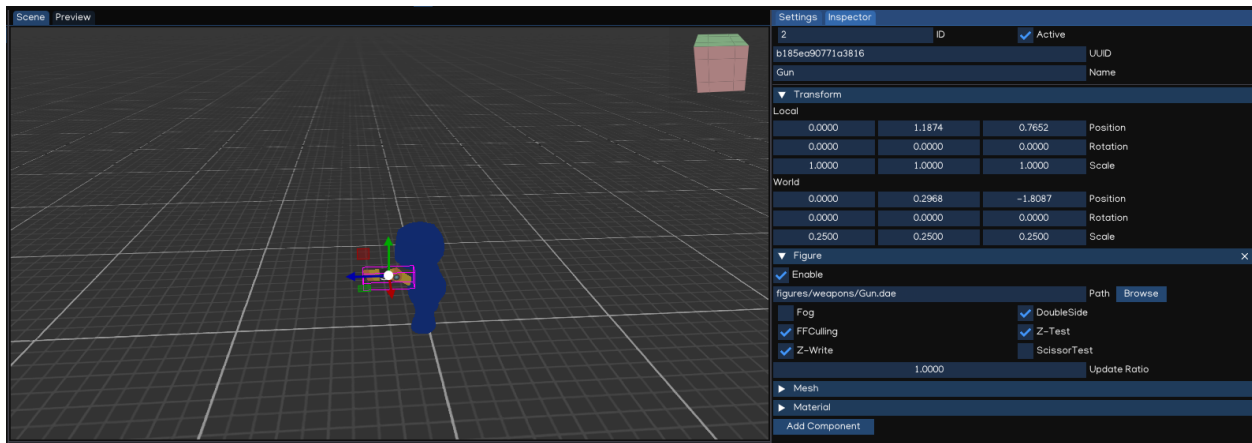 Scene Preview
Settings Inspector
2 ID Active
b185ea90771a3816 UUID
Gun Name
Transform
Local
0.0000 1.1874 0.7652 Position
0.0000 0.0000 0.0000 Rotation
1.0000 1.0000 1.0000 Scale
World
0.0000 0.2968 -1.8087 Position
0.0000 0.0000 0.0000 Rotation
0.2500 0.2500 0.2500 Scale
Figure
Enable
figures/weapons/Gun.dae Path Browse
Fog DoubleSide
FFCulling Z-Test
Z-Write ScissorTest
1.0000 Update Ratio
Mesh
Material
Add Component